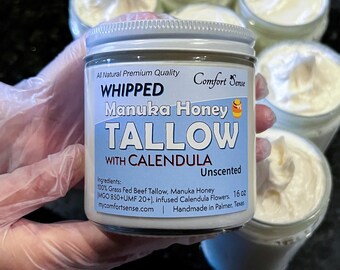 All Natural Premium Quality
Comfort Sense
WHIPPED
Manuka Honey
TALLOW
WITH CALENDULA
Unscented
Ingredients:
100% Grass Fed Beef Tallow, Manuka Honey
(MGO 850+UMF 20+), infused Calendula Flowers. 16 oz
mycomfortsense.com | Handmade in Palmer, Texas